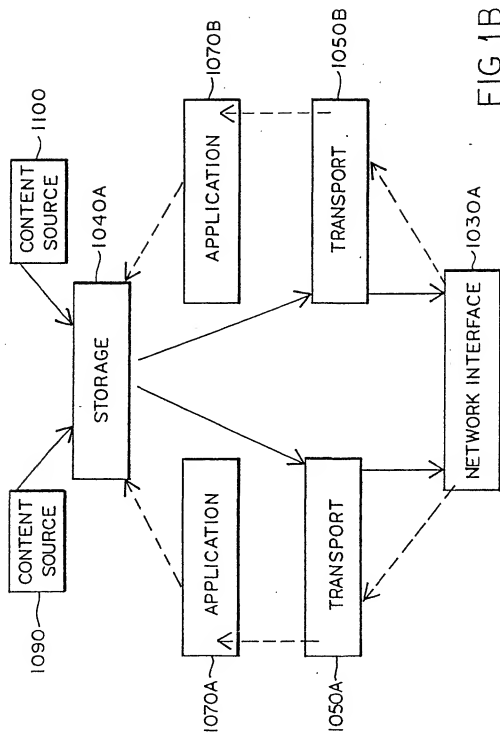 1090
CONTENT
SOURCE
CONTENT
SOURCE
1100
STORAGE
1040A
1070A
APPLICATION
APPLICATION
1070B
1050A
TRANSPORT
TRANSPORT
1050B
NETWORK INTERFACE
1030A
FIG 1B